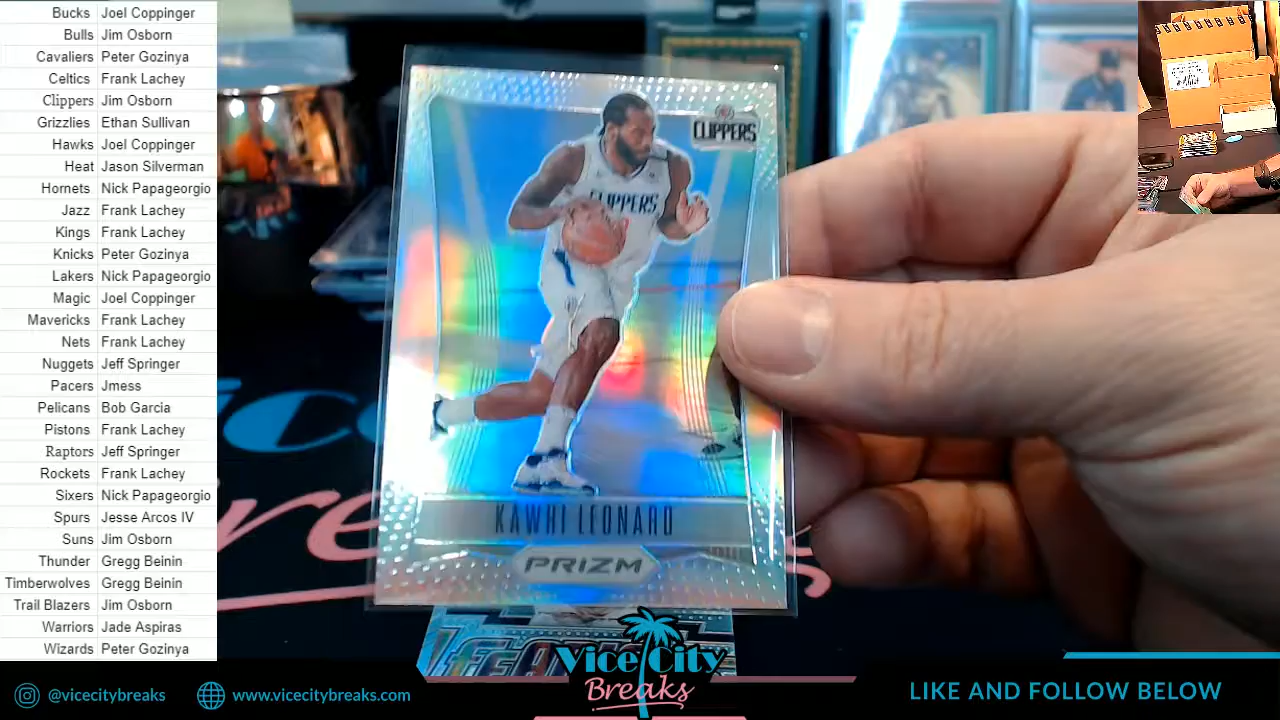 Bucks Joel Coppinger
Bulls Jim Osborn
Cavaliers Peter Gozinya
Celtics Frank Lachey
Clippers Jim Osborn
Grizzlies Ethan Sullivan
Hawks Joel Coppinger
Heat Jason Silverman
Hornets Nick Papageorgio
Jazz Frank Lachey
Kings Frank Lachey
Knicks Peter Gozinya
Lakers Nick Papageorgio
Magic Joel Coppinger
Mavericks Frank Lachey
Nets Frank Lachey
Nuggets Jeff Springer
Pacers Jmess
Pelicans Bob Garcia
Pistons Frank Lachey
Raptors Jeff Springer
Rockets Frank Lachey
Sixers Nick Papageorgio
Spurs Jesse Arcos IV
Suns Jim Osborn
Thunder Gregg Beinin
Timberwolves Gregg Beinin
Trail Blazers Jim Osborn
Warriors Jade Aspiras
Wizards Peter Gozinya
CLIPPERS
CLIPPERS
KAWHI LEONARD
PRIZM
Vice City
Breaks
@vicecitybreaks
www.vicecitybreaks.com
LIKE AND FOLLOW BELOW